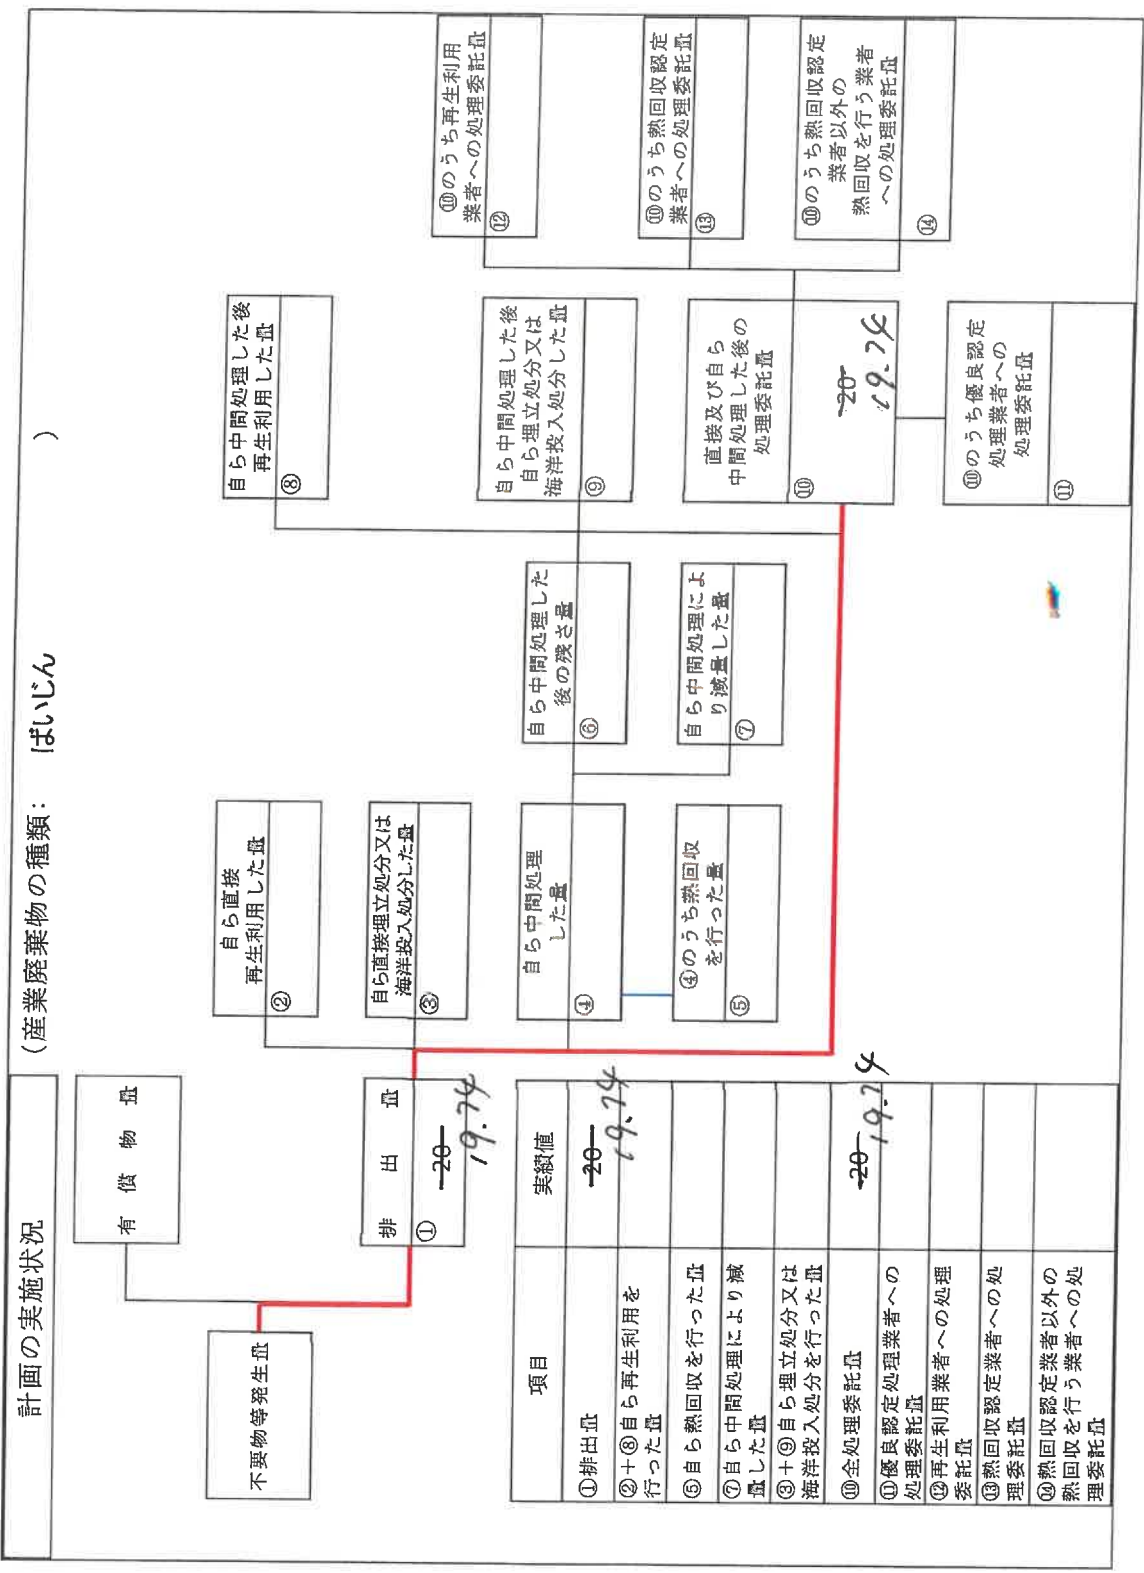 計画の実施状況
(産業廃棄物の種類： ばいじん )
不要物等発生量
有償物量
排出量
①
20
19.74
自ら直接
再生利用した量
②
自ら直接埋立処分又は
海洋投入処分した量
③
自ら中間処理
した量
④
④のうち熱回収
を行った量
⑤
自ら中間処理した
後の残さ量
⑥
自ら中間処理によ
り減量した量
⑦
自ら中間処理した後
再生利用した量
⑧
自ら中間処理した後
自ら埋立処分又は
海洋投入処分した量
⑨
直接及び自ら
中間処理した後の
処理委託量
⑩
20
19.74
⑩のうち優良認定
処理業者への
処理委託量
⑪
⑩のうち再生利用
業者への処理委託量
⑫
⑩のうち熱回収認定
業者への処理委託量
⑬
⑩のうち熱回収認定
業者以外の
熱回収を行う業者
への処理委託量
⑭
項目 実績値
①排出量 20
19.74
②＋⑧自ら再生利用を
行った量
⑤自ら熱回収を行った量
⑦自ら中間処理により減
量した量
③＋⑨自ら埋立処分又は
海洋投入処分を行った量
⑩全処理委託量 20
19.74
⑪優良認定処理業者への
処理委託量
⑫再生利用業者への処理
委託量
⑬熱回収認定業者への処
理委託量
⑭熱回収認定業者以外の
熱回収を行う業者への処
理委託量